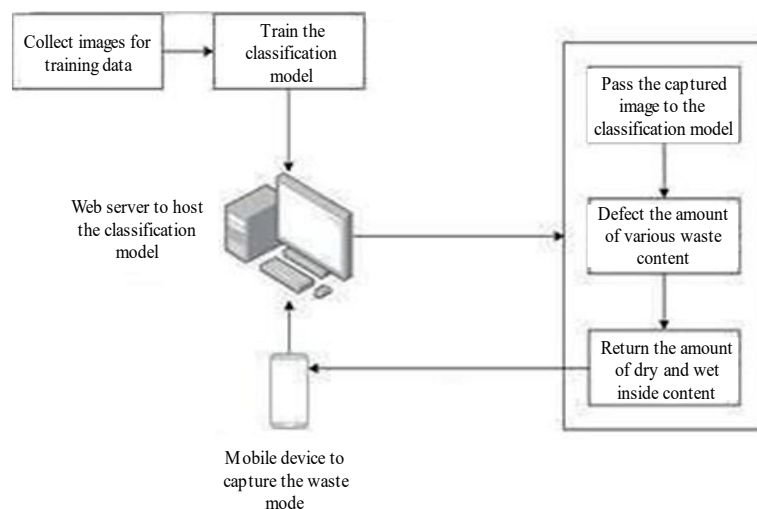 Collect images for
training data
Train the
classification
model
Pass the captured
image to the
classification model
Web server to host
the classification
model
Defect the amount
of various waste
content
Return the amount
of dry and wet
inside content
Mobile device to
capture the waste
mode